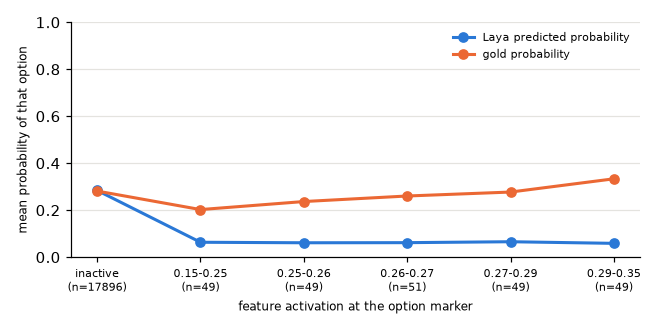 1.0
0.8
0.6
0.4
0.2
0.0
mean probability of that option
Laya predicted probability
gold probability
inactive
(n=17896)
0.15-0.25
(n=49)
0.25-0.26
(n=49)
0.26-0.27
(n=51)
0.27-0.29
(n=49)
0.29-0.35
(n=49)
feature activation at the option marker